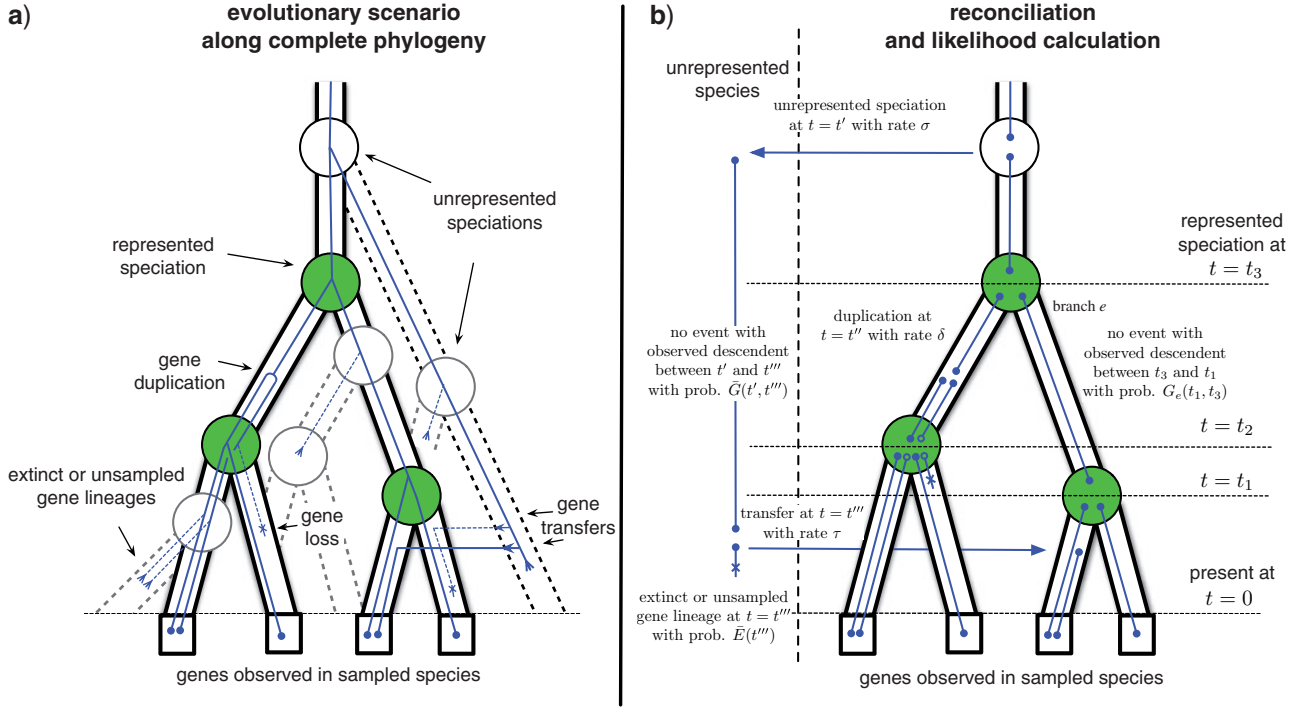 a)
evolutionary scenario
along complete phylogeny
unrepresented
speciations
represented
speciation
gene
duplication
extinct or unsampled
gene lineages
gene
loss
gene
transfers
genes observed in sampled species
b)
reconciliation
and likelihood calculation
unrepresented
species
unrepresented speciation
at t = t′ with rate σ
represented
speciation at
t = t₃
branch e
duplication at
t = t′′ with rate δ
no event with
observed descendent
between t′ and t′′′
with prob. Ḡ(t′, t′′′)
no event with
observed descendent
between t₃ and t₁
with prob. Gₑ(t₁, t₃)
t = t₂
t = t₁
transfer at t = t′′′
with rate τ
present at
t = 0
extinct or unsampled
gene lineage at t = t′′′
with prob. Ē(t′′′)
genes observed in sampled species